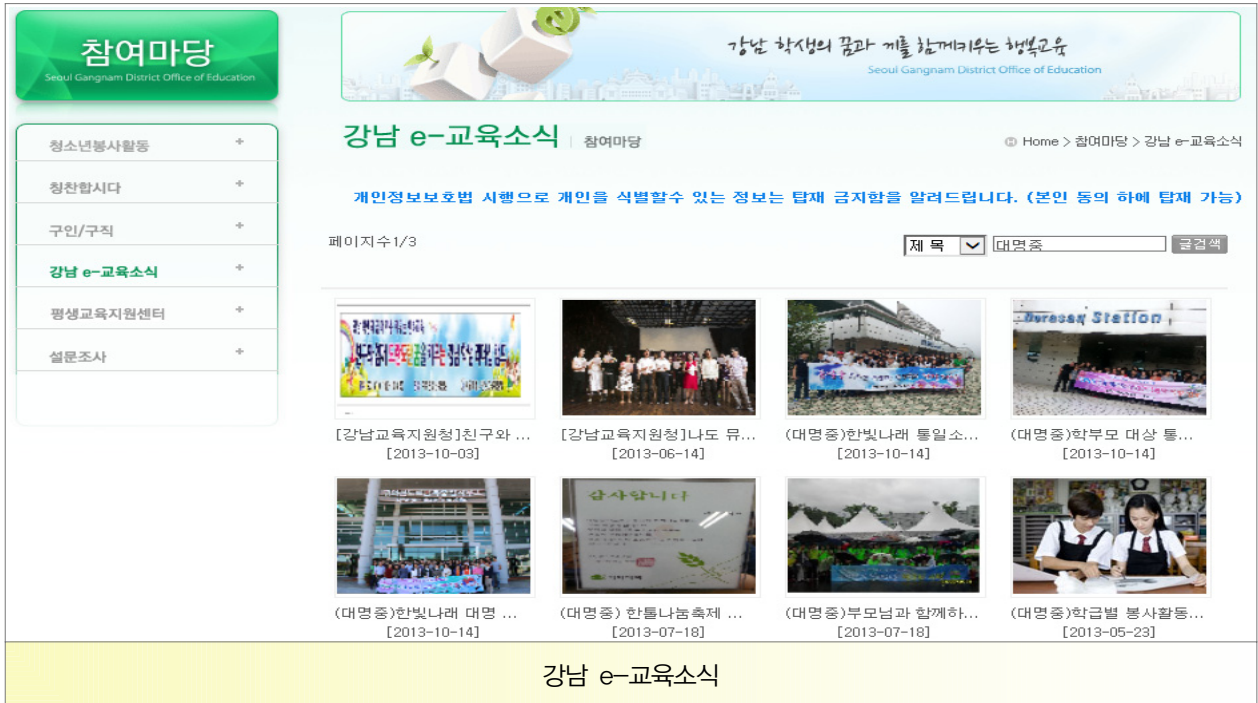 참여마당
Seoul Gangnam District Office of Education
강남 학생의 꿈과 끼를 함께키우는 행복교육
Seoul Gangnam District Office of Education
청소년봉사활동
칭찬합시다
구인/구직
강남 e-교육소식
평생교육지원센터
설문조사
강남 e-교육소식 참여마당
Home > 참여마당 > 강남 e-교육소식
개인정보보호법 시행으로 개인을 식별할수 있는 정보는 탑재 금지함을 알려드립니다. (본인 동의 하에 탑재 가능)
페이지수1/3
제 목 대명중 글검색
Dorasan Station
[강남교육지원청]친구와 ... [강남교육지원청]나도 뮤... (대명중)한빛나래 통일소... (대명중)학부모 대상 통...
[2013-10-03] [2013-06-14] [2013-10-14] [2013-10-14]
감사합니다
(대명중)한빛나래 대명 ... (대명중) 한톨나눔축제 ... (대명중)부모님과 함께하... (대명중)학급별 봉사활동...
[2013-10-14] [2013-07-18] [2013-07-18] [2013-05-23]
강남 e-교육소식